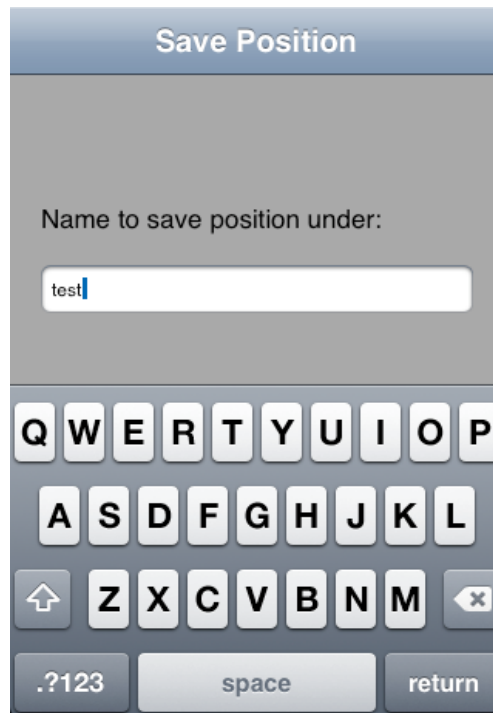 Save Position
Name to save position under:
test
Q W E R T Y U I O P
A S D F G H J K L
Z X C V B N M
.?123 space return